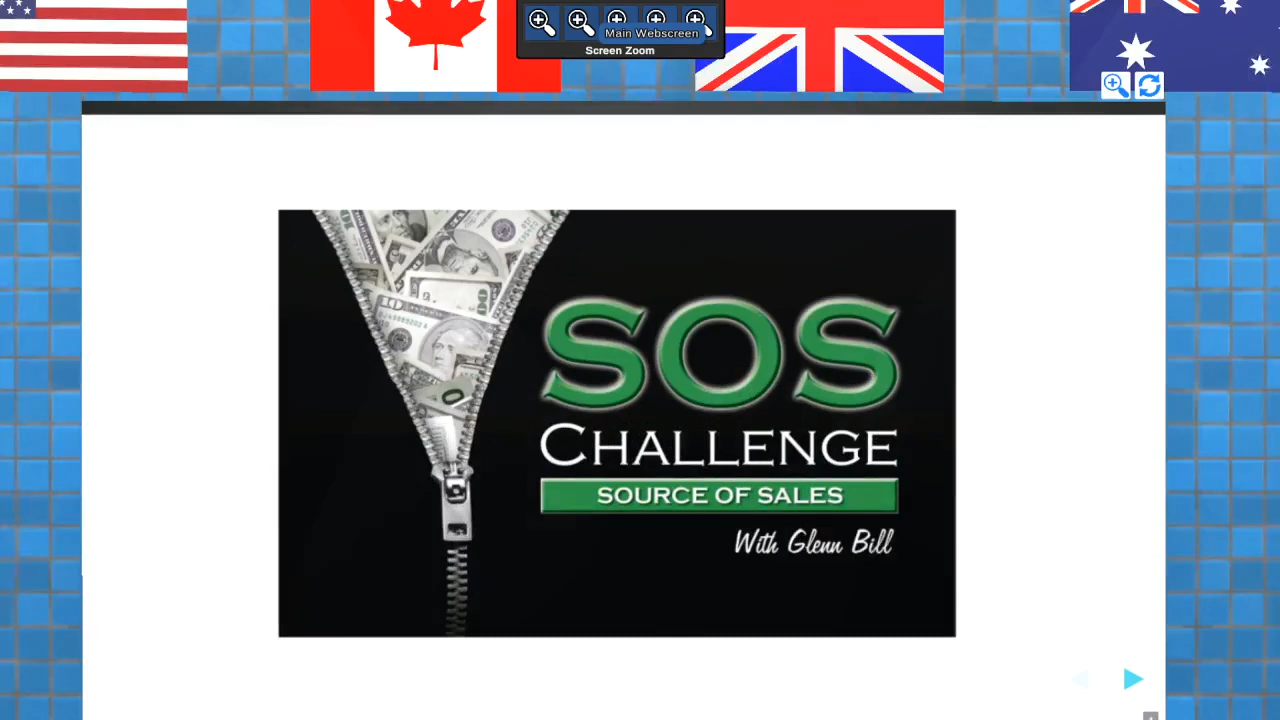 Main Webscreen
Screen Zoom
SOS
CHALLENGE
SOURCE OF SALES
With Glenn Bill